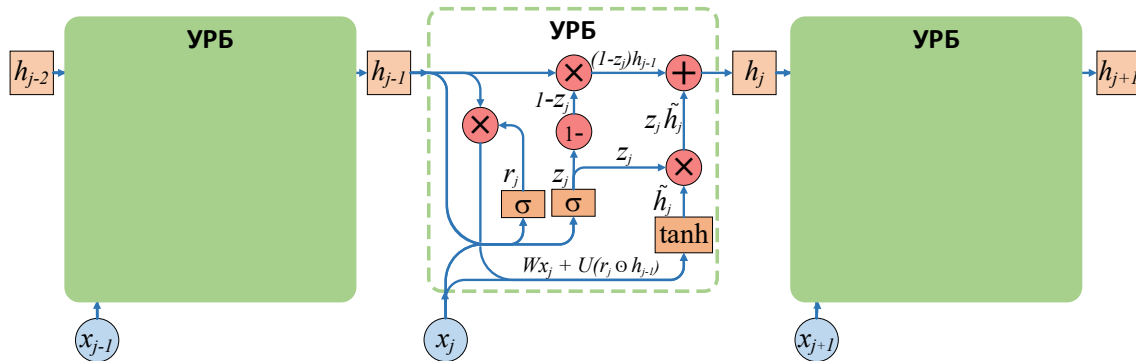 УРБ УРБ УРБ
h_{j-2} h_{j-1} × (1-z_j)h_{j-1} + h_j h_{j+1}
1-z_j
× 1- z_j h̃_j
r_j z_j z_j ×
σ σ h̃_j
tanh
Wx_j + U(r_j ⊙ h_{j-1})
x_{j-1} x_j x_{j+1}